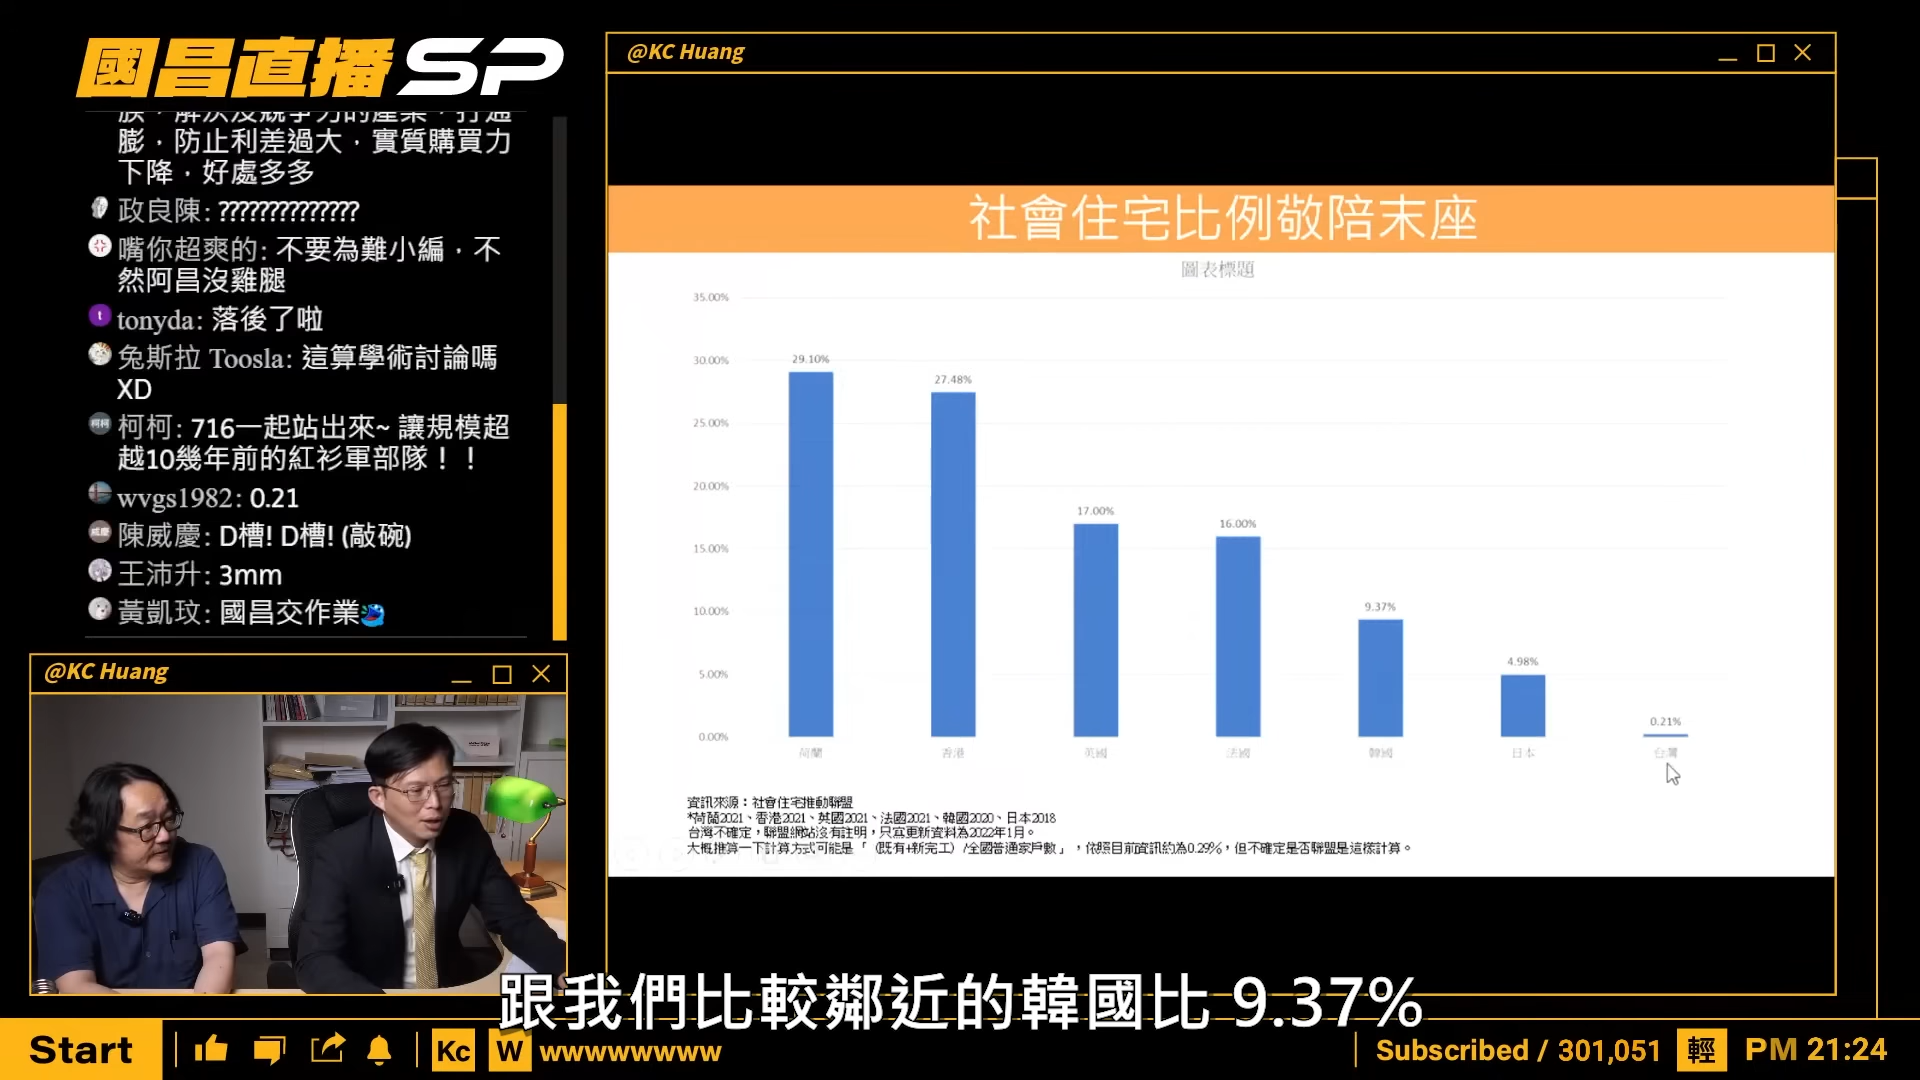 國昌直播SP
膨，防止利差過大，實質購買力
下降，好處多多
政良陳: ??????????????
嘴你超爽的: 不要為難小編，不
然阿昌沒雞腿
tonyda: 落後了啦
兔斯拉 Toosla: 這算學術討論嗎
XD
柯柯: 716一起站出來~ 讓規模超
越10幾年前的紅衫軍部隊！！
wvgs1982: 0.21
陳威慶: D槽! D槽! (敲碗)
王沛升: 3mm
黃凱玟: 國昌交作業
@KC Huang
@KC Huang
社會住宅比例敬陪末座
圖表標題
35.00%
30.00%
25.00%
20.00%
15.00%
10.00%
5.00%
0.00%
29.10%
27.48%
17.00%
16.00%
9.37%
4.98%
0.21%
荷蘭
香港
英國
法國
韓國
日本
台灣
資訊來源：社會住宅推動聯盟
*荷蘭2021、香港2021、英國2021、法國2021、韓國2020、日本2018
台灣不確定，聯盟網站沒有註明，只寫更新資料為2022年1月。
大概推算一下計算方式可能是「（既有+新完工）/全國普通家戶數」，依照目前資訊約為0.29%，但不確定是否聯盟是這樣計算。
跟我們比較鄰近的韓國比 9.37%
Start
Kc
W wwwwwwwww
Subscribed / 301,051
輕
PM 21:24